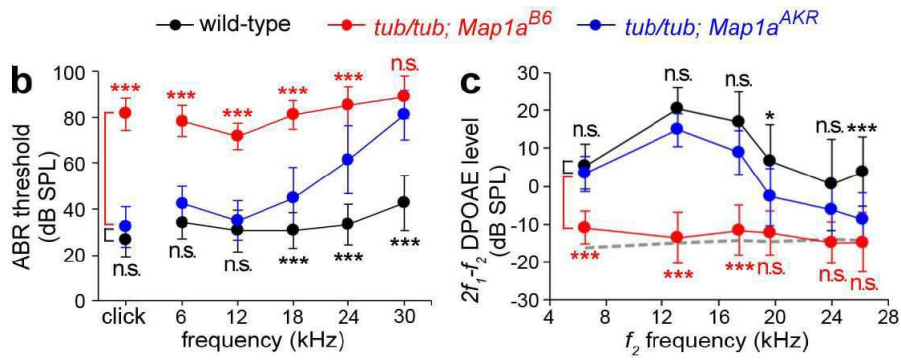 wild-type tub/tub; Map1a^B6 tub/tub; Map1a^AKR
b
ABR threshold
(dB SPL)
100
80
60
40
20
0
*** *** *** *** *** n.s.
n.s. n.s. n.s. *** *** ***
click 6 12 18 24 30
frequency (kHz)
c
2f1-f2 DPOAE level
(dB SPL)
30
20
10
0
-10
-20
-30
n.s. n.s. n.s. * n.s. ***
*** *** *** n.s. n.s. n.s.
4 8 12 16 20 24 28
f2 frequency (kHz)